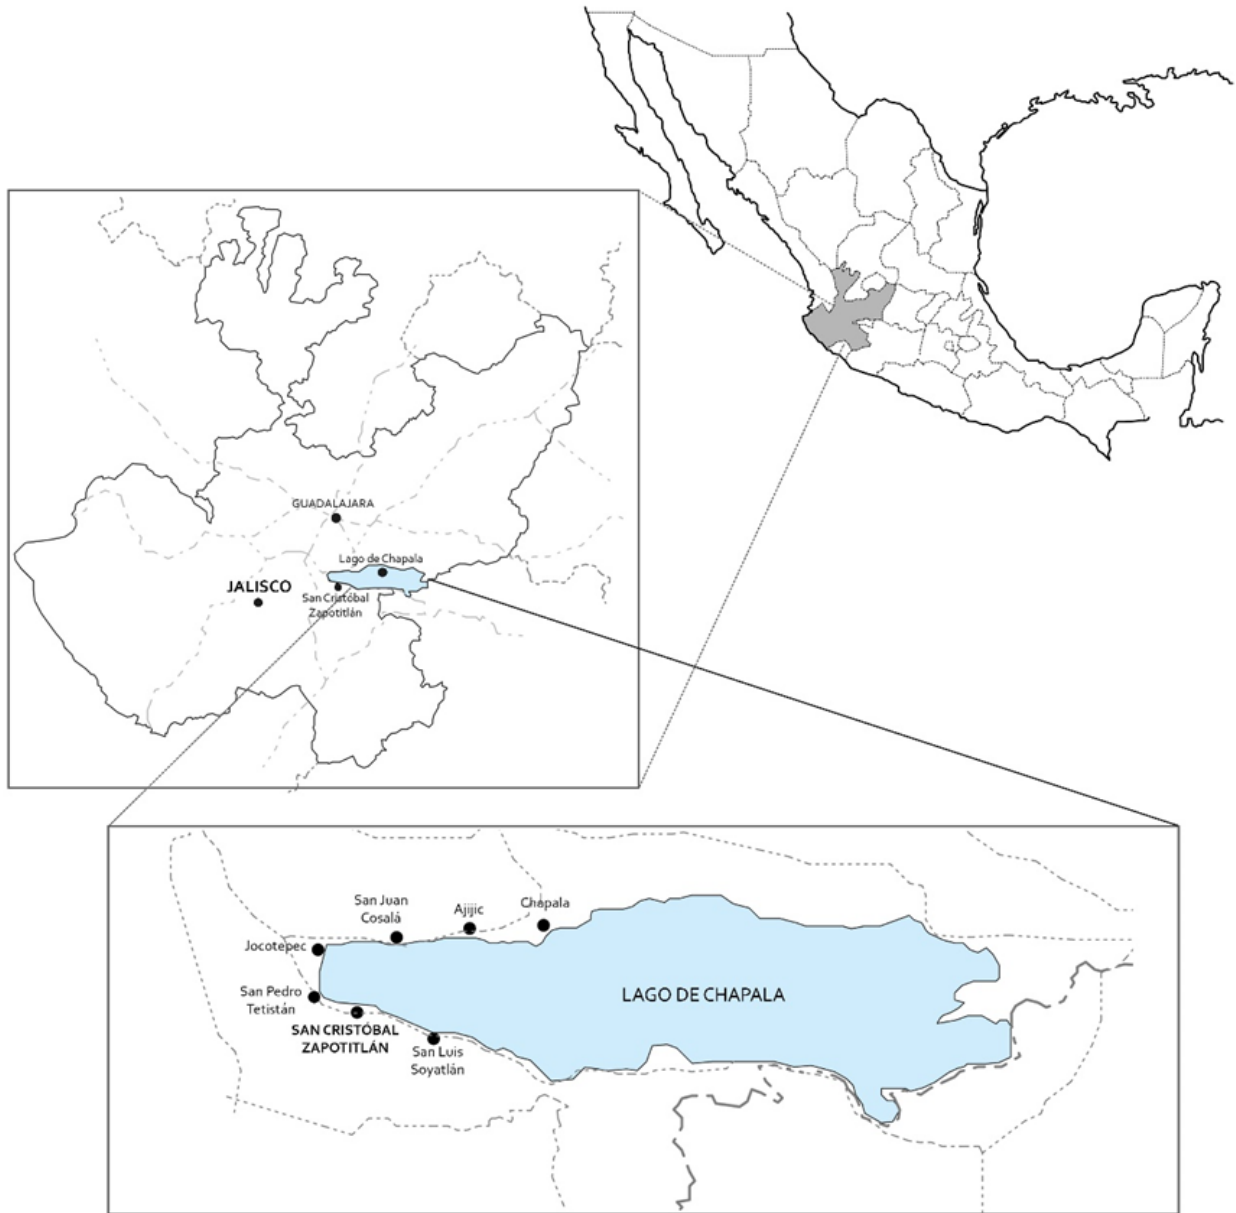 GUADALAJARA
Lago de Chapala
JALISCO
San Cristóbal
Zapotitlán
San Juan
Cosalá
Ajijic
Chapala
Jocotepec
San Pedro
Tetistán
LAGO DE CHAPALA
SAN CRISTÓBAL
ZAPOTITLÁN
San Luis
Soyatlán